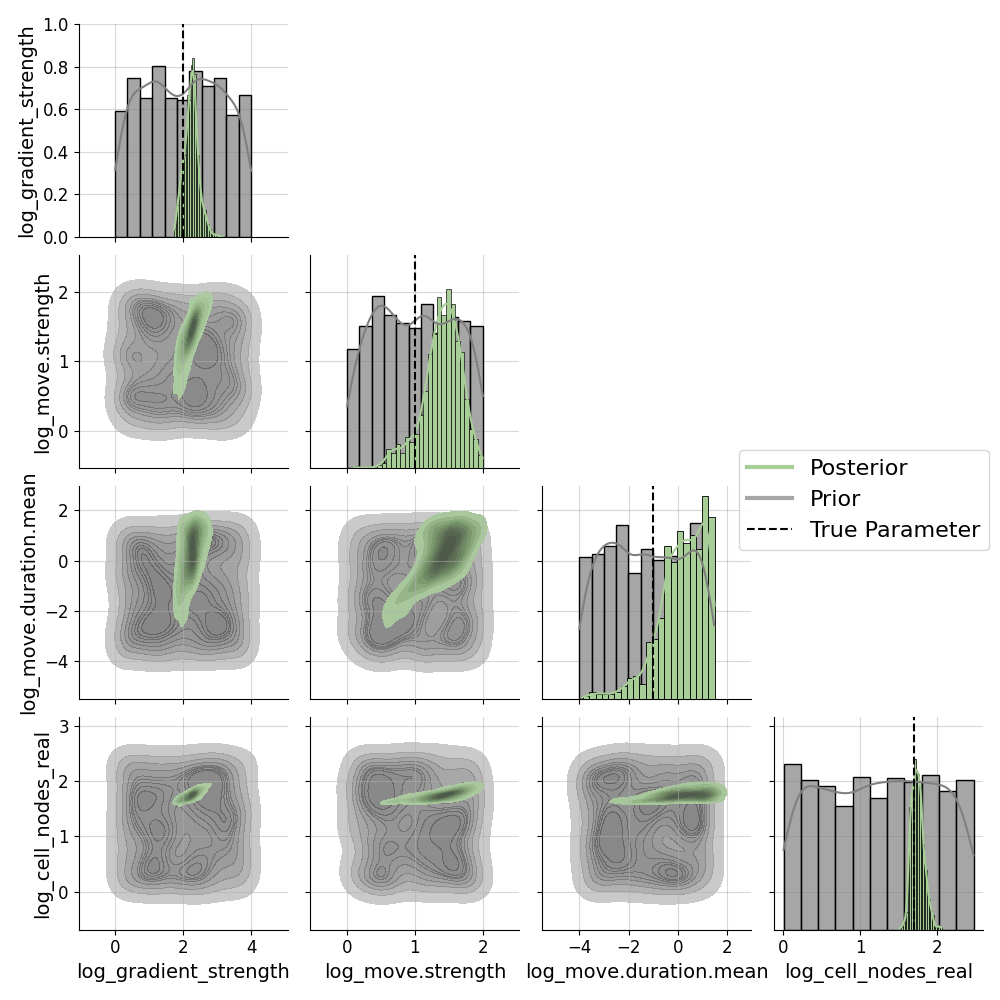 log_gradient_strength
1.0
0.8
0.6
0.4
0.2
0.0
log_move.strength
2
1
0
log_move.duration.mean
2
0
−2
−4
Posterior
Prior
True Parameter
log_cell_nodes_real
3
2
1
0
0 2 4
0 1 2
−4 −2 0 2
0 1 2
log_gradient_strength
log_move.strength
log_move.duration.mean
log_cell_nodes_real